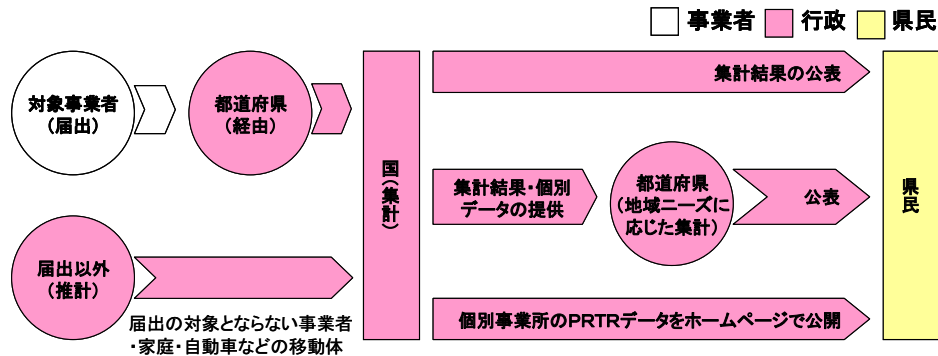 事業者 行政 県民
対象事業者
（届出）
都道府県
（経由）
国（集計）
集計結果の公表
集計結果・個別
データの提供
都道府県
（地域ニーズに
応じた集計）
公表
県民
届出以外
（推計）
届出の対象とならない事業者
・家庭・自動車などの移動体
個別事業所のPRTRデータをホームページで公開